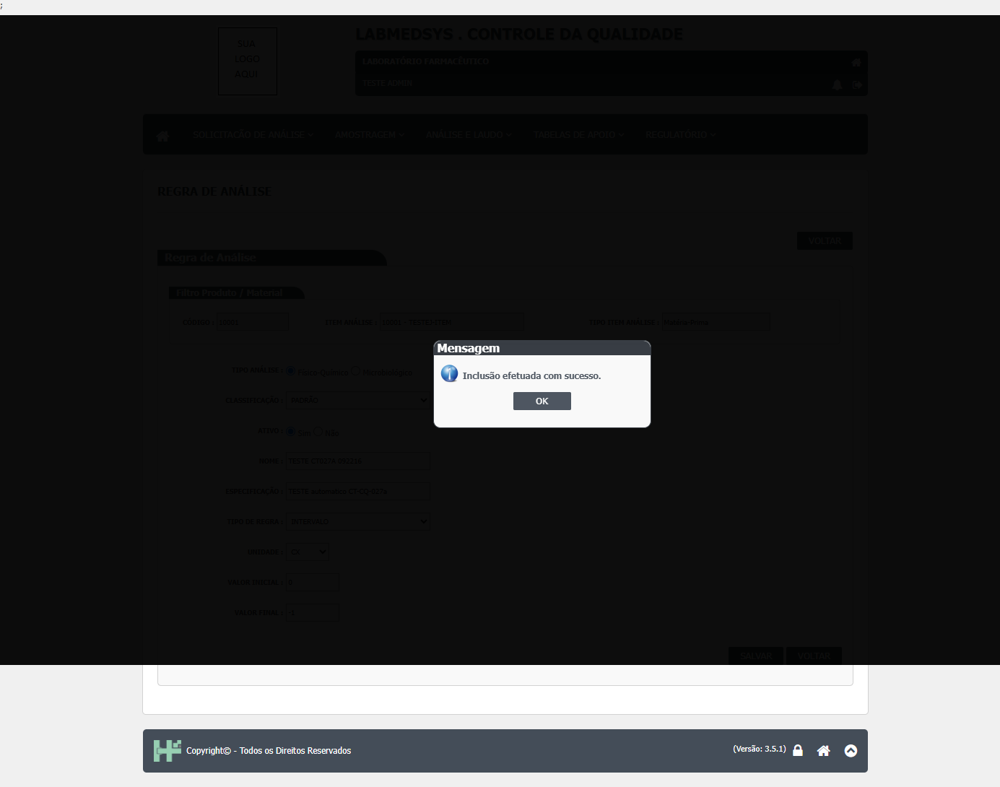 ;
SUA
LOGO
AQUI
LABMEDSYS . CONTROLE DA QUALIDADE
LABORATÓRIO FARMACÊUTICO
TESTE ADMIN
SOLICITAÇÃO DE ANÁLISE AMOSTRAGEM ANÁLISE E LAUDO TABELAS DE APOIO REGULATÓRIO
REGRA DE ANÁLISE
VOLTAR
Regra de Análise
Filtro Produto / Material
CÓDIGO : 10001 ITEM ANÁLISE : 10001 - TESTES-ITEM TIPO ITEM ANÁLISE : Matéria-Prima
Mensagem
Inclusão efetuada com sucesso.
OK
TIPO ANÁLISE : Físico-Químico Microbiológico
CLASSIFICAÇÃO : PADRÃO
ATIVO : Sim Não
NOME : TESTE CT027A 092216
ESPECIFICAÇÃO : TESTE automático CT-CQ-027a
TIPO DE REGRA : INTERVALO
UNIDADE : CX
VALOR INICIAL : 0
VALOR FINAL : -1
SALVAR VOLTAR
Copyright© - Todos os Direitos Reservados
(Versão: 3.5.1)